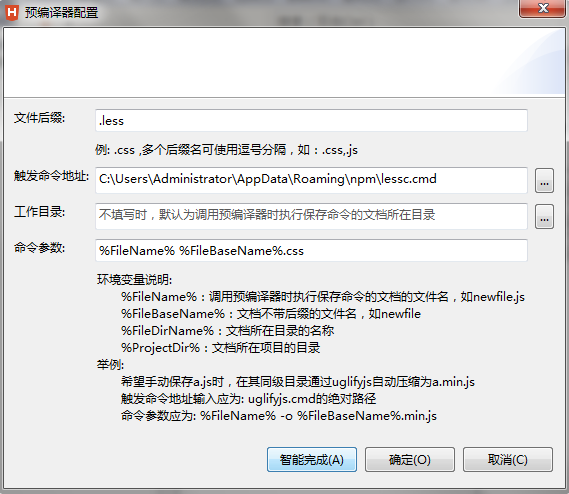 预编译器配置
文件后缀: .less
例: .css ,多个后缀名可使用逗号分隔，如：.css,.js
触发命令地址: C:\Users\Administrator\AppData\Roaming\npm\lessc.cmd ...
工作目录: 不填写时，默认为调用预编译器时执行保存命令的文档所在目录 ...
命令参数: %FileName% %FileBaseName%.css
环境变量说明:
%FileName%：调用预编译器时执行保存命令的文档的文件名，如newfile.js
%FileBaseName%：文档不带后缀的文件名，如newfile
%FileDirName%：文档所在目录的名称
%ProjectDir%：文档所在项目的目录
举例:
希望手动保存a.js时，在其同级目录通过uglifyjs自动压缩为a.min.js
触发命令地址输入应为: uglifyjs.cmd的绝对路径
命令参数应为: %FileName% -o %FileBaseName%.min.js
智能完成(A) 确定(O) 取消(C)